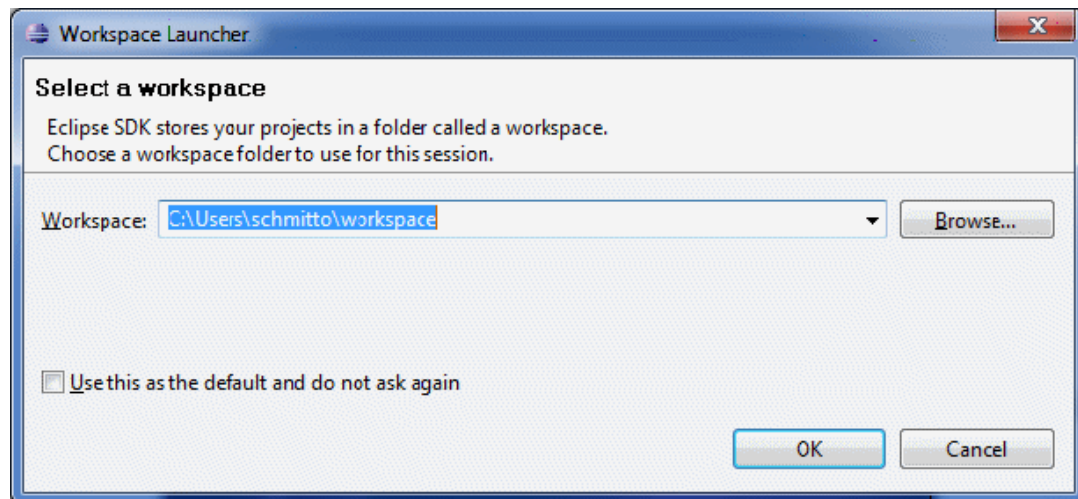 Workspace Launcher
Select a workspace
Eclipse SDK stores your projects in a folder called a workspace.
Choose a workspace folder to use for this session.
Workspace: C:\Users\schmitto\workspace Browse...
Use this as the default and do not ask again
OK Cancel